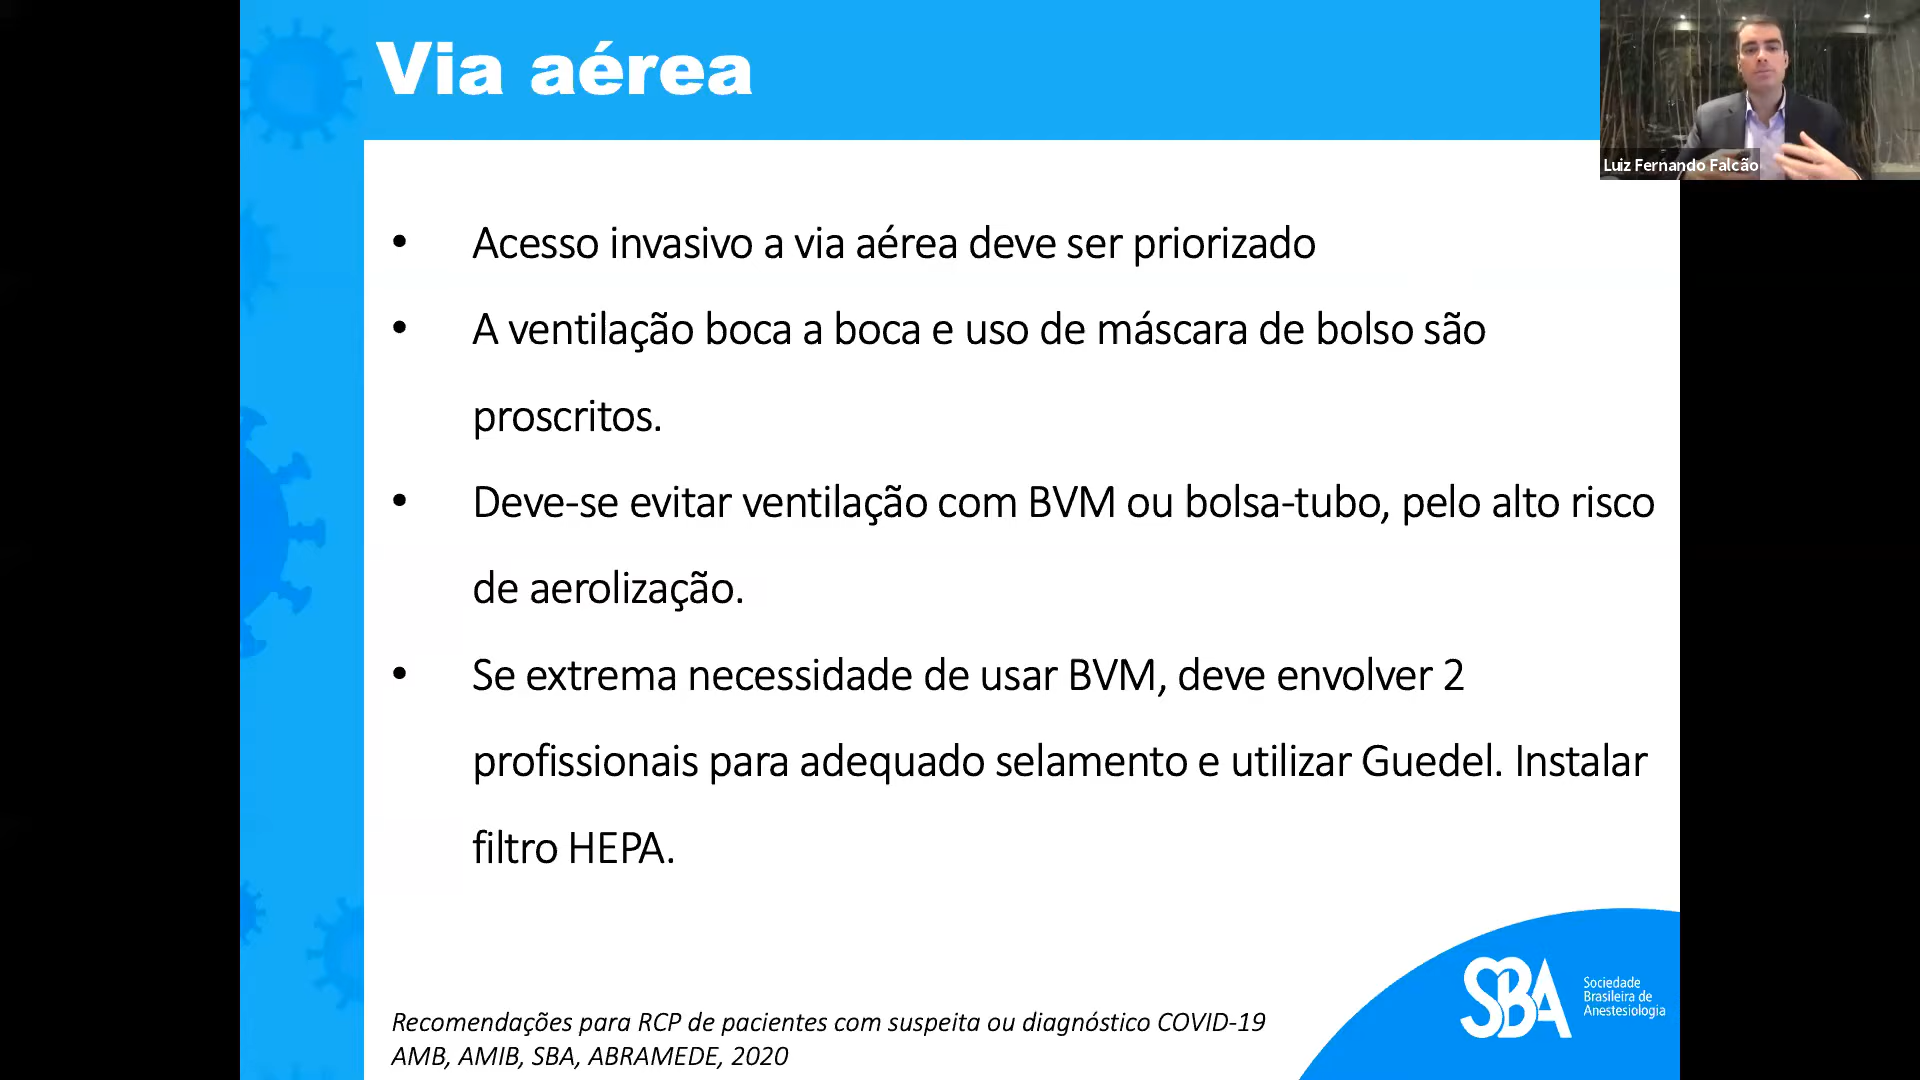 Via aérea
Luiz Fernando Falcão
• Acesso invasivo a via aérea deve ser priorizado
• A ventilação boca a boca e uso de máscara de bolso são
proscritos.
• Deve-se evitar ventilação com BVM ou bolsa-tubo, pelo alto risco
de aerolização.
• Se extrema necessidade de usar BVM, deve envolver 2
profissionais para adequado selamento e utilizar Guedel. Instalar
filtro HEPA.
SBA
Sociedade
Brasileira de
Anestesiologia
Recomendações para RCP de pacientes com suspeita ou diagnóstico COVID-19
AMB, AMIB, SBA, ABRAMEDE, 2020